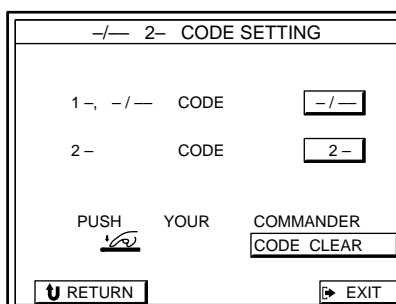 –/–– 2– CODE SETTING
1 –, – / –– CODE – / ––
2 – CODE 2 –
PUSH YOUR COMMANDER
CODE CLEAR
RETURN EXIT